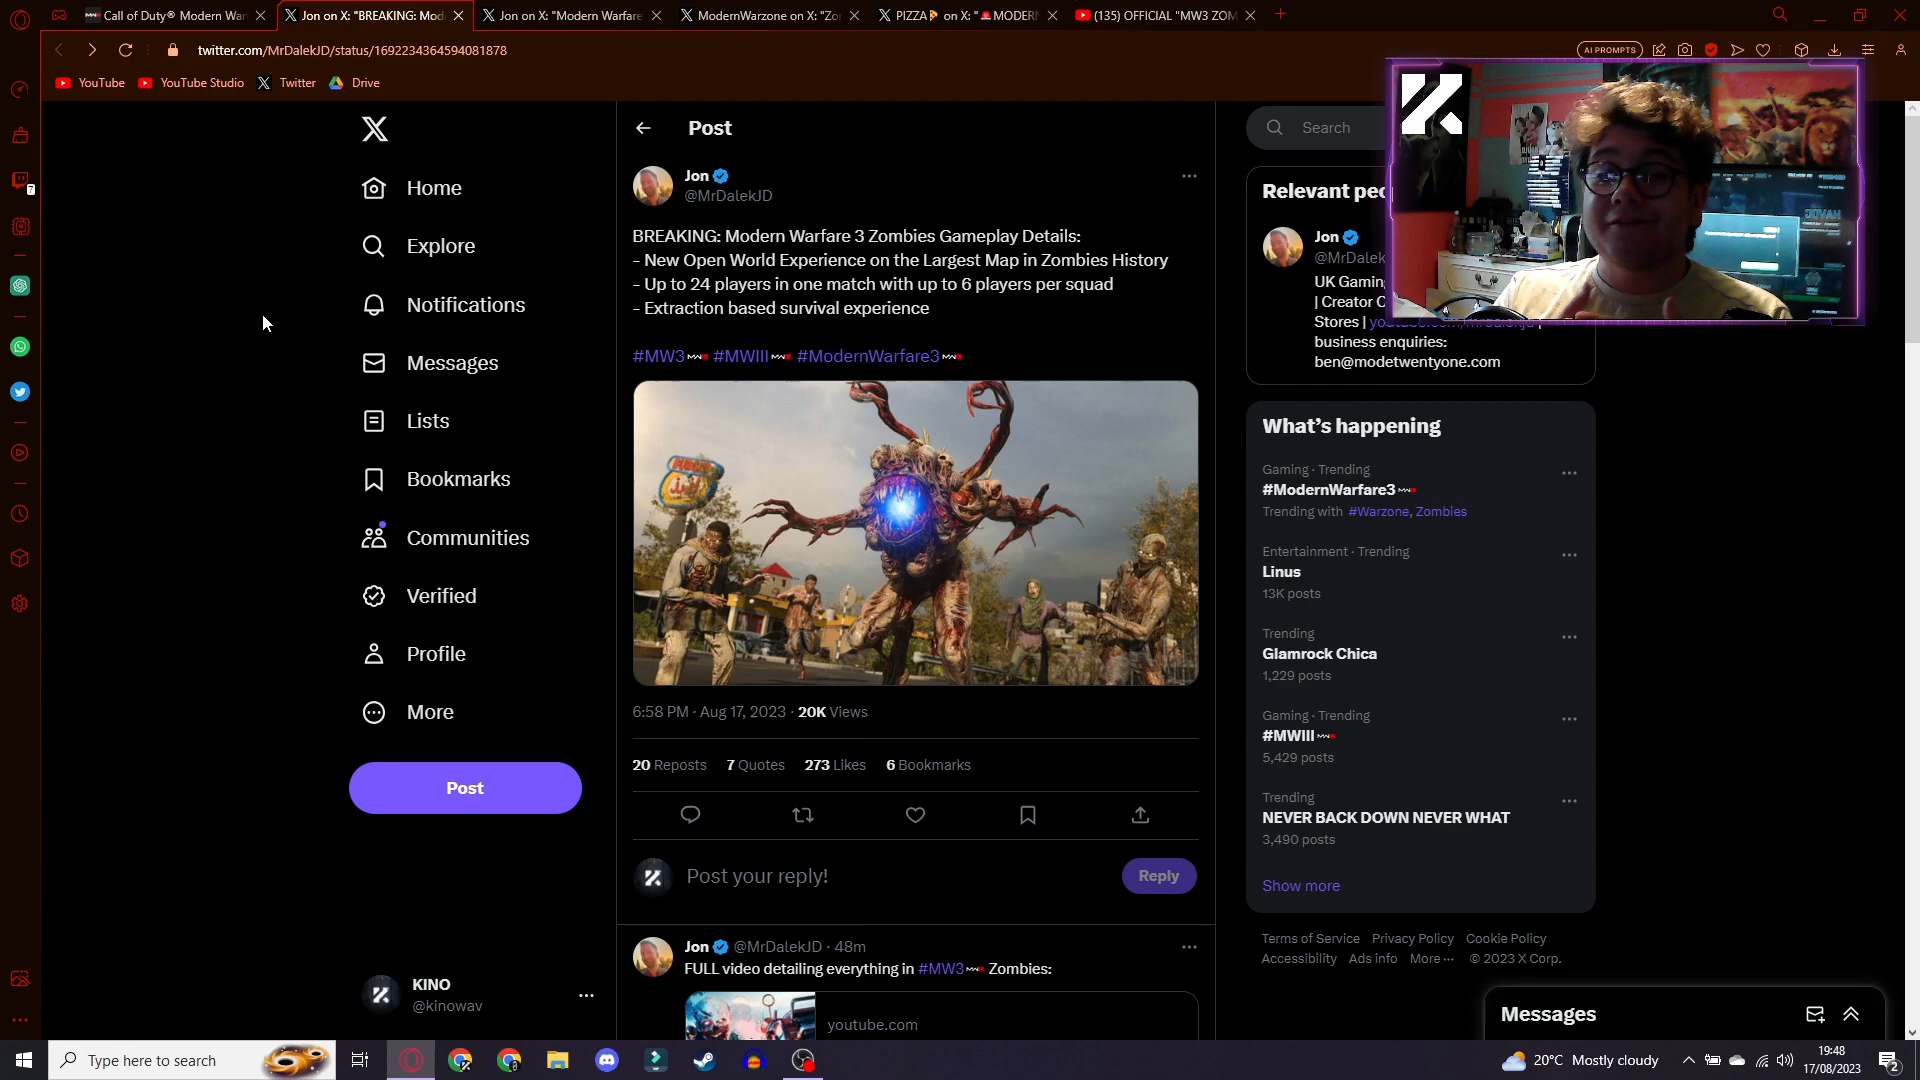 Call of Duty® Modern War
Jon on X: "BREAKING: Mod
Jon on X: "Modern Warfare
ModernWarzone on X: "Zo
PIZZA🍕 on X: "🚨MODER
(135) OFFICIAL "MW3 ZOM
twitter.com/MrDalekJD/status/1692234364594081878
AI PROMPTS
YouTube
YouTube Studio
Twitter
Drive
7
Home
Explore
Notifications
Messages
Lists
Bookmarks
Communities
Verified
Profile
More
Post
KINO
@kinowav
Post
Jon
@MrDalekJD
BREAKING: Modern Warfare 3 Zombies Gameplay Details:
- New Open World Experience on the Largest Map in Zombies History
- Up to 24 players in one match with up to 6 players per squad
- Extraction based survival experience
#MW3 #MWIII #ModernWarfare3
6:58 PM · Aug 17, 2023 · 20K Views
20 Reposts 7 Quotes 273 Likes 6 Bookmarks
Post your reply!
Reply
Jon @MrDalekJD · 48m
FULL video detailing everything in #MW3 Zombies:
youtube.com
Search
Relevant peo
Jon
@MrDalek
UK Gamin
| Creator C
Stores | youtube.com/mrdalekjd |
business enquiries:
ben@modetwentyone.com
What's happening
Gaming · Trending
#ModernWarfare3
Trending with #Warzone, Zombies
Entertainment · Trending
Linus
13K posts
Trending
Glamrock Chica
1,229 posts
Gaming · Trending
#MWIII
5,429 posts
Trending
NEVER BACK DOWN NEVER WHAT
3,490 posts
Show more
Terms of Service Privacy Policy Cookie Policy
Accessibility Ads info More ··· © 2023 X Corp.
Messages
Type here to search
20°C Mostly cloudy
19:48
17/08/2023
2